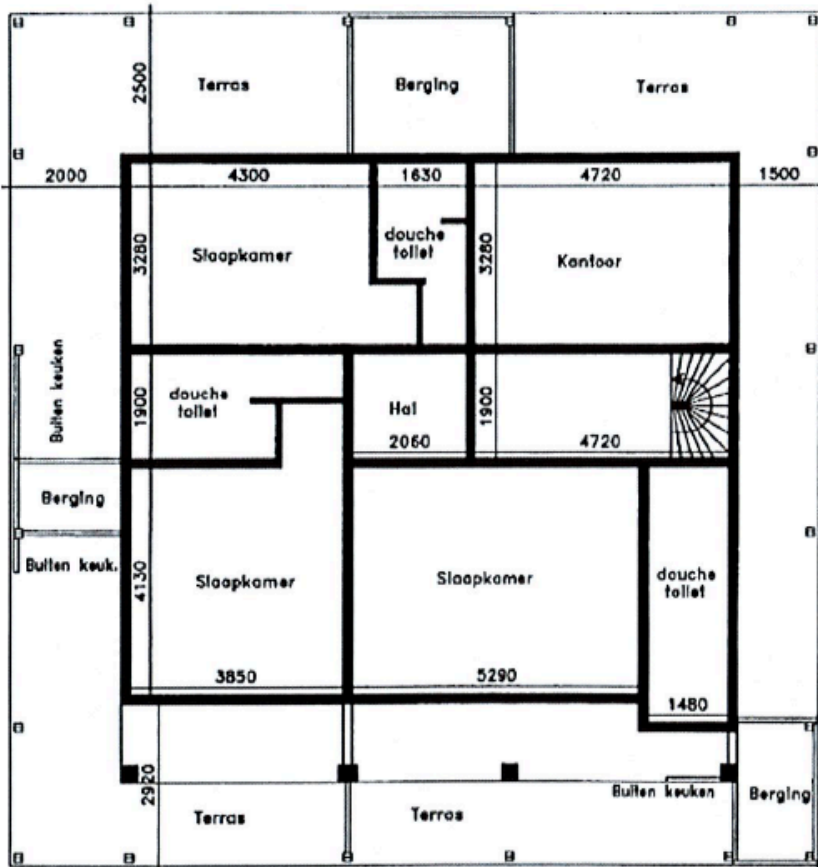 Terras
Berging
Terras
2500
2000
4300
1630
4720
1500
3280
Slaapkamer
douche
toilet
3280
Kantoor
Buiten keuken
1900
douche
toilet
Hal
1900
2060
4720
Berging
Buiten keuk.
4130
Slaapkamer
Slaapkamer
douche
toilet
3850
5290
1480
2920
Terras
Terras
Buiten keuken
Berging